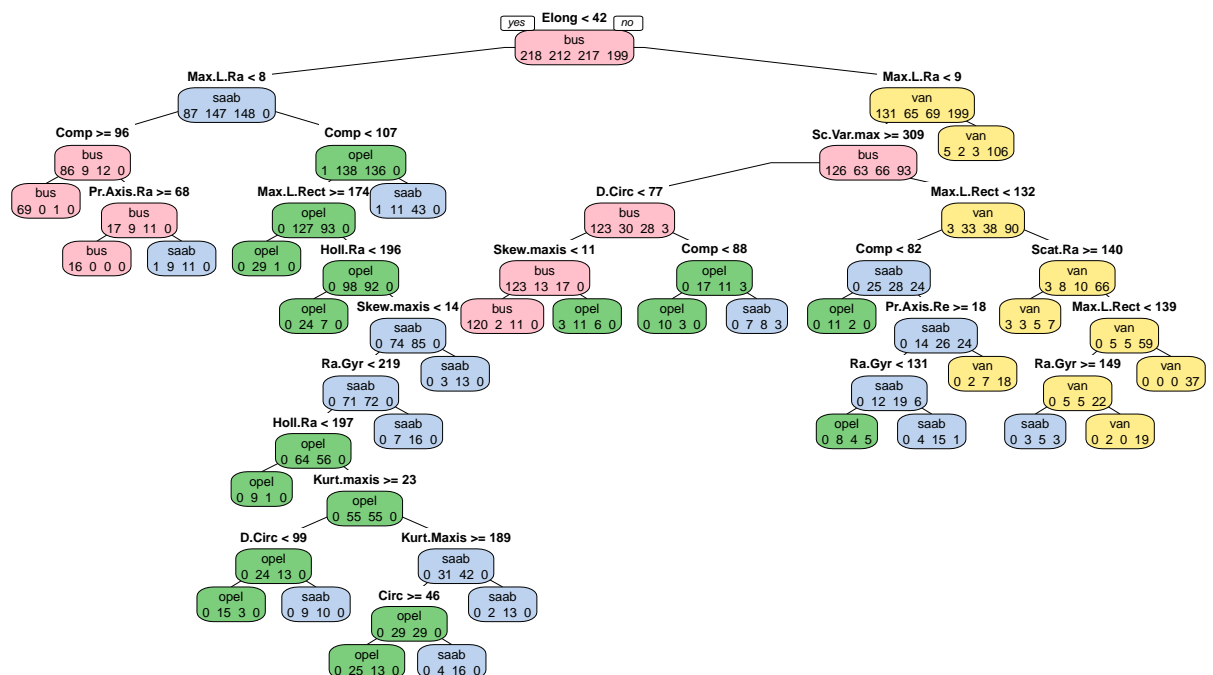 Elong < 42
yes no
bus
218 212 217 199
Max.L.Ra < 8 Max.L.Ra < 9
saab van
87 147 148 0 131 65 69 199
Comp >= 96 Comp < 107 Sc.Var.max >= 309
bus opel bus van
86 9 12 0 1 138 136 0 126 63 66 93 5 2 3 106
Pr.Axis.Ra >= 68 Max.L.Rect >= 174 D.Circ < 77 Max.L.Rect < 132
bus bus opel saab bus van
69 0 1 0 17 9 11 0 0 127 93 0 1 11 43 0 123 30 28 3 3 33 38 90
Holl.Ra < 196 Skew.maxis < 11 Comp < 88 Comp < 82 Scat.Ra >= 140
bus saab opel opel bus opel saab van
16 0 0 0 1 9 11 0 0 29 1 0 0 98 92 0 123 13 17 0 0 17 11 3 0 25 28 24 3 8 10 66
Skew.maxis < 14 Pr.Axis.Re >= 18 Max.L.Rect < 139
opel saab bus opel opel saab opel saab van van
0 24 7 0 0 74 85 0 120 2 11 0 3 11 6 0 0 10 3 0 0 7 8 3 0 11 2 0 0 14 26 24 3 3 5 7 0 5 5 59
Ra.Gyr < 219 Ra.Gyr < 131 Ra.Gyr >= 149
saab saab saab van van van
0 71 72 0 0 3 13 0 0 12 19 6 0 2 7 18 0 5 5 22 0 0 0 37
Holl.Ra < 197
opel saab opel saab saab van
0 64 56 0 0 7 16 0 0 8 4 5 0 4 15 1 0 3 5 3 0 2 0 19
Kurt.maxis >= 23
opel opel
0 9 1 0 0 55 55 0
D.Circ < 99 Kurt.Maxis >= 189
opel saab
0 24 13 0 0 31 42 0
Circ >= 46
opel saab opel saab
0 15 3 0 0 9 10 0 0 29 29 0 0 2 13 0
opel saab
0 25 13 0 0 4 16 0